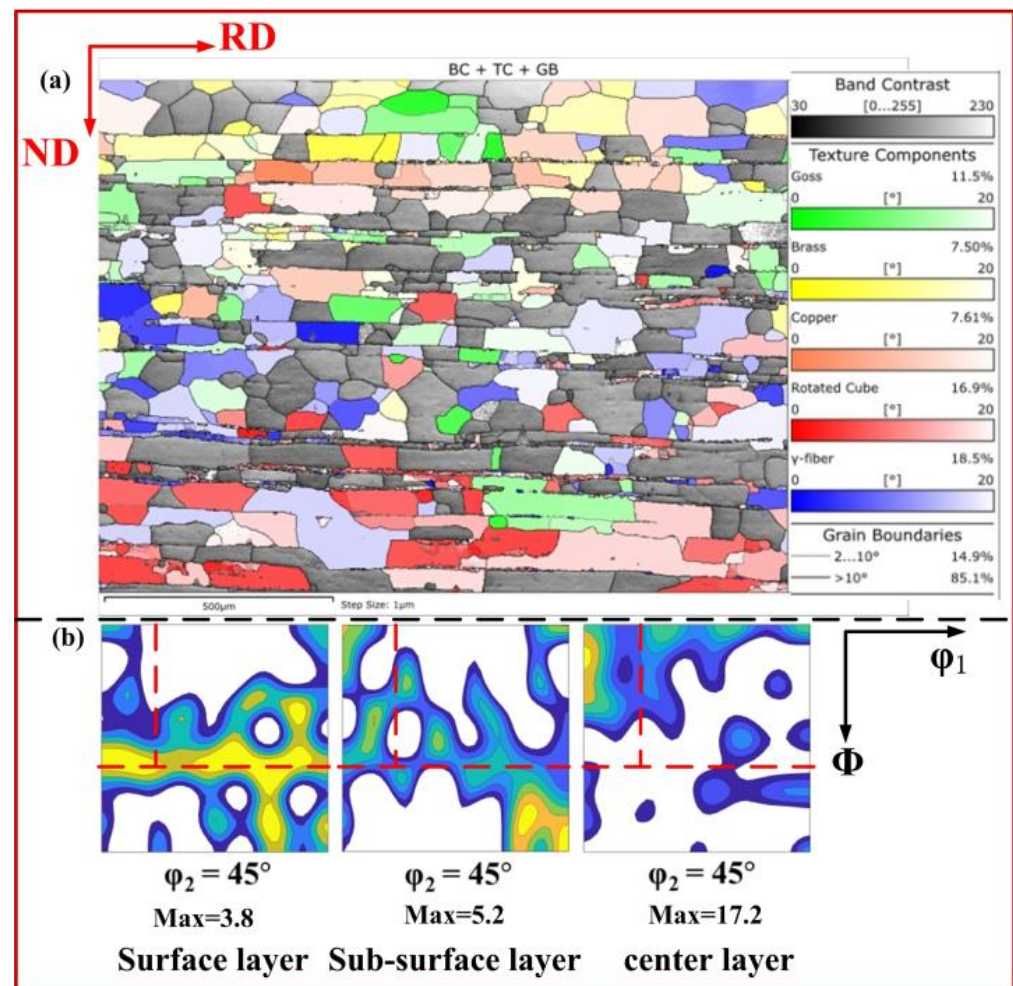 RD
(a)
BC + TC + GB
ND
Band Contrast
30 [0...255] 230
Texture Components
Goss 11.5%
0 [°] 20
Brass 7.50%
0 [°] 20
Copper 7.61%
0 [°] 20
Rotated Cube 16.9%
0 [°] 20
γ-fiber 18.5%
0 [°] 20
Grain Boundaries
2...10° 14.9%
>10° 85.1%
500µm Step Size: 1µm
(b)
φ₁
Φ
φ₂ = 45° φ₂ = 45° φ₂ = 45°
Max=3.8 Max=5.2 Max=17.2
Surface layer Sub-surface layer center layer